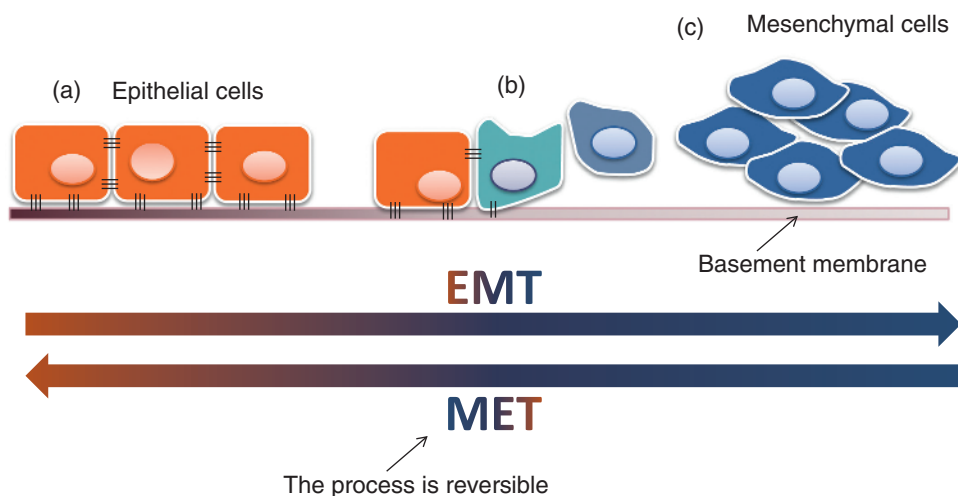 (c) Mesenchymal cells
(a) Epithelial cells
(b)
Basement membrane
EMT
MET
The process is reversible